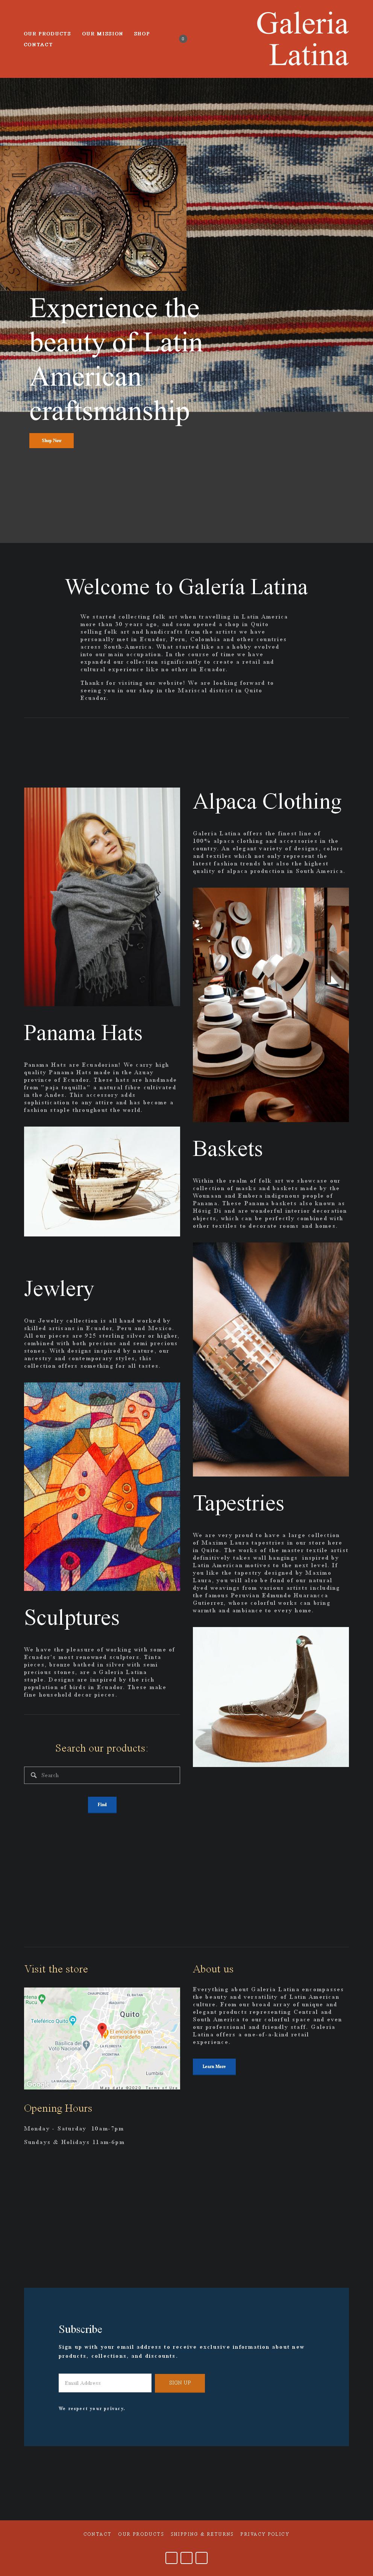 OUR PRODUCTS OUR MISSION SHOP
CONTACT
0
Galeria
Latina
Experience the
beauty of Latin
American
craftsmanship
Shop Now
Welcome to Galería Latina
We started collecting folk art when travelling in Latin America
more than 30 years ago, and soon opened a shop in Quito
selling folk art and handicrafts from the artists we have
personally met in Ecuador, Peru, Colombia and other countries
across South-America. What started like as a hobby evolved
into our main occupation. In the course of time we have
expanded our collection significantly to create a retail and
cultural experience like no other in Ecuador.
Thanks for visiting our website! We are looking forward to
seeing you in our shop in the Mariscal district in Quito
Ecuador.
Alpaca Clothing
Galeria Latina offers the finest line of
100% alpaca clothing and accessories in the
country. An elegant variety of designs, colors
and textiles which not only represent the
latest fashion trends but also the highest
quality of alpaca production in South America.
Panama Hats
Panama Hats are Ecuadorian! We carry high
quality Panama Hats made in the Azuay
province of Ecuador. These hats are handmade
from "paja toquilla" a natural fibre cultivated
in the Andes. This accessory adds
sophistication to any attire and has become a
fashion staple throughout the world.
Baskets
Within the realm of folk art we showcase our
collection of masks and baskets made by the
Wounaan and Embera indigenous people of
Panama. These Panama baskets also known as
Hösig Di and are wonderful interior decoration
objects, which can be perfectly combined with
other textiles to decorate rooms and homes.
Jewlery
Our Jewelry collection is all hand worked by
skilled artisans in Ecuador, Peru and Mexico.
All our pieces are 925 sterling silver or higher,
combined with both precious and semi precious
stones. With designs inspired by nature, our
ancestry and contemporary styles, this
collection offers something for all tastes.
Tapestries
We are very proud to have a large collection
of Maximo Laura tapestries in our store here
in Quito. The work of the master textile artist
definitively takes wall hangings inspired by
Latin American motives to the next level. If
you like the tapestry designed by Maximo
Laura, you will also be fond of our natural
dyed weavings from various artists including
the famous Peruvian Edmundo Huarancca
Gutierrez, whose colorful works can bring
warmth and ambiance to every home.
Sculptures
We have the pleasure of working with some of
Ecuador's most renowned sculptors. Tinta
pieces, bronze bathed in silver with semi
precious stones, are a Galeria Latina
staple. Designs are inspired by the rich
population of birds in Ecuador. These make
fine household decor pieces.
Search our products:
Search
Find
Visit the store
Teleférico Quito
Quito
Basílica del
Voto Nacional
LA FLORESTA
Lumbisí
Google
Map data ©2023 Terms of Use
Opening Hours
Monday - Saturday 10am-7pm
Sundays & Holidays 11am-6pm
About us
Everything about Galeria Latina encompasses
the beauty and versatility of Latin American
culture. From our broad array of unique and
elegant products representing Central and
South America to our colorful space and even
our professional and friendly staff. Galeria
Latina offers a one-of-a-kind retail
experience.
Learn More
Subscribe
Sign up with your email address to receive exclusive information about new
products, collections, and discounts.
Email Address
SIGN UP
We respect your privacy.
CONTACT OUR PRODUCTS SHIPPING & RETURNS PRIVACY POLICY